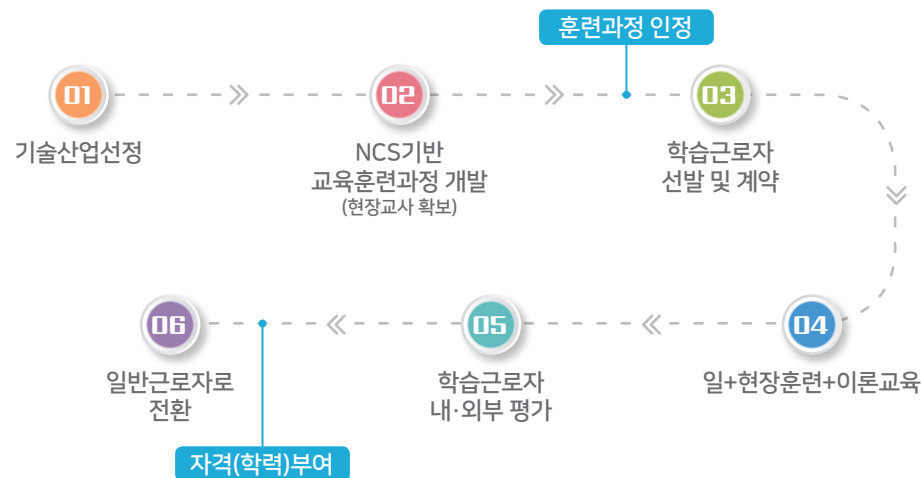 훈련과정 인정
01
02
03
기술산업선정
NCS기반
교육훈련과정 개발
(현장교사 확보)
학습근로자
선발 및 계약
06
05
04
일반근로자로
전환
학습근로자
내·외부 평가
일+현장훈련+이론교육
자격(학력)부여